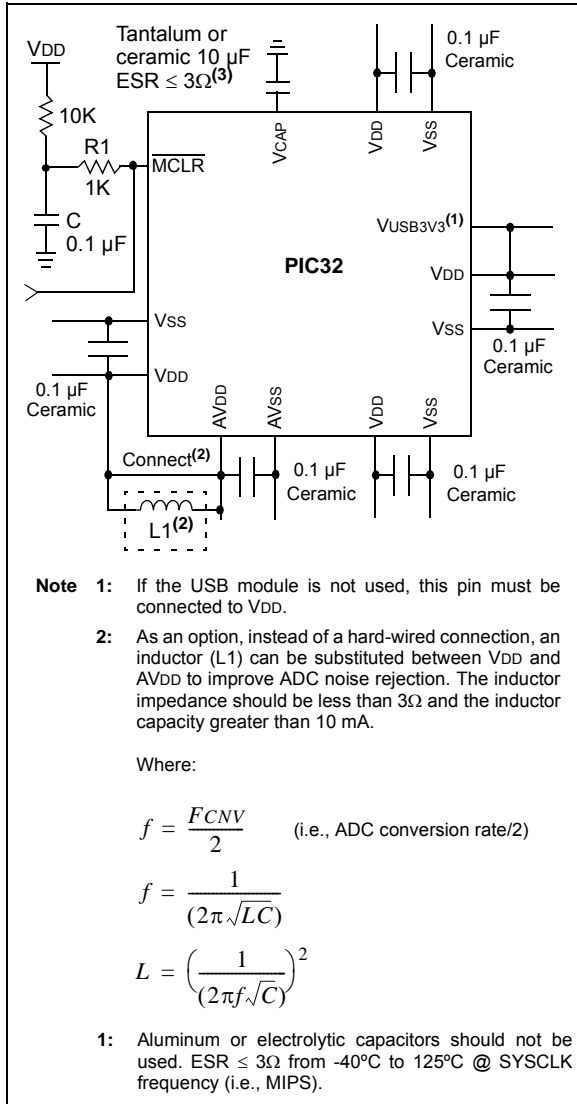 Tantalum or
ceramic 10 µF
ESR ≤ 3Ω(3)
0.1 µF
Ceramic
VDD
10K
R1
1K
C
0.1 µF
MCLR
VCAP
VDD
VSS
VUSB3V3(1)
VDD
VSS
PIC32
0.1 µF
Ceramic
VSS
VDD
0.1 µF
Ceramic
AVDD
AVSS
VDD
VSS
Connect(2)
L1(2)
0.1 µF
Ceramic
0.1 µF
Ceramic
Note 1: If the USB module is not used, this pin must be
connected to VDD.
2: As an option, instead of a hard-wired connection, an
inductor (L1) can be substituted between VDD and
AVDD to improve ADC noise rejection. The inductor
impedance should be less than 3Ω and the inductor
capacity greater than 10 mA.
Where:
f = FCNV / 2 (i.e., ADC conversion rate/2)
f = 1 / (2π√LC)
L = (1 / (2πf√C))²
1: Aluminum or electrolytic capacitors should not be
used. ESR ≤ 3Ω from -40ºC to 125ºC @ SYSCLK
frequency (i.e., MIPS).